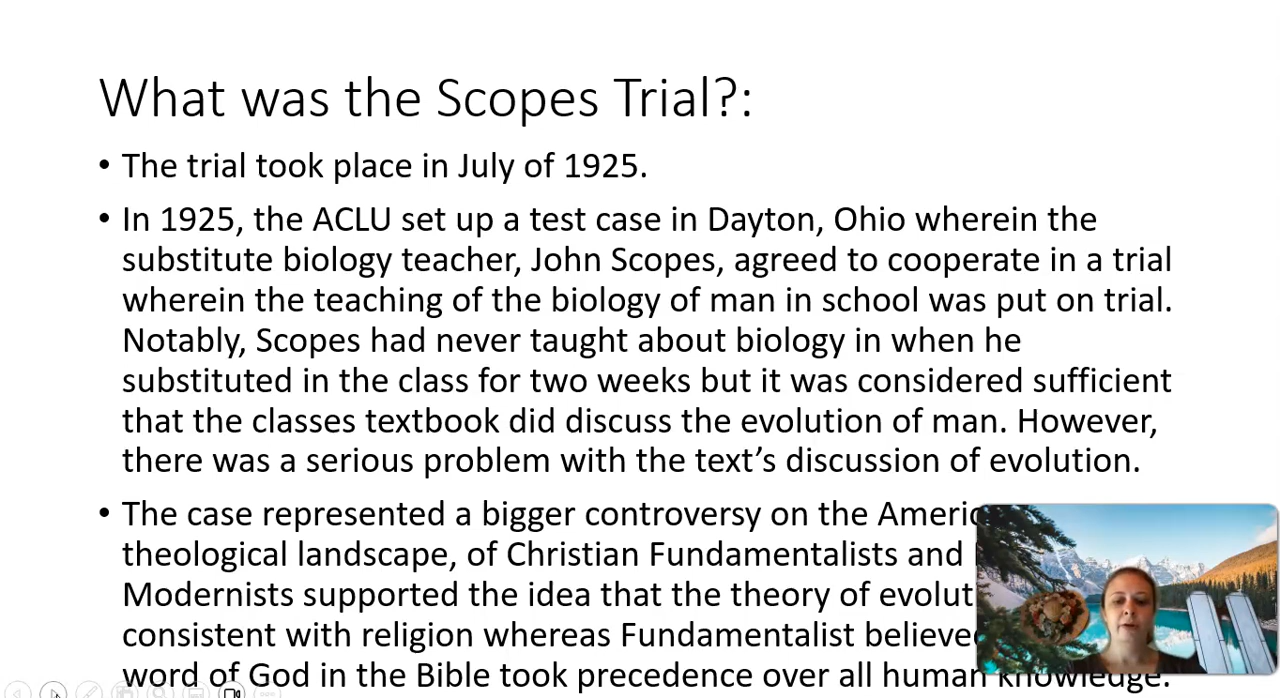 What was the Scopes Trial?:
• The trial took place in July of 1925.
• In 1925, the ACLU set up a test case in Dayton, Ohio wherein the
substitute biology teacher, John Scopes, agreed to cooperate in a trial
wherein the teaching of the biology of man in school was put on trial.
Notably, Scopes had never taught about biology in when he
substituted in the class for two weeks but it was considered sufficient
that the classes textbook did discuss the evolution of man. However,
there was a serious problem with the text’s discussion of evolution.
• The case represented a bigger controversy on the
theological landscape, of Christian Fundamentalists and
Modernists supported the idea that the theory of
consistent with religion whereas Fundamentalist
word of God in the Bible took precedence over all human knowledge.